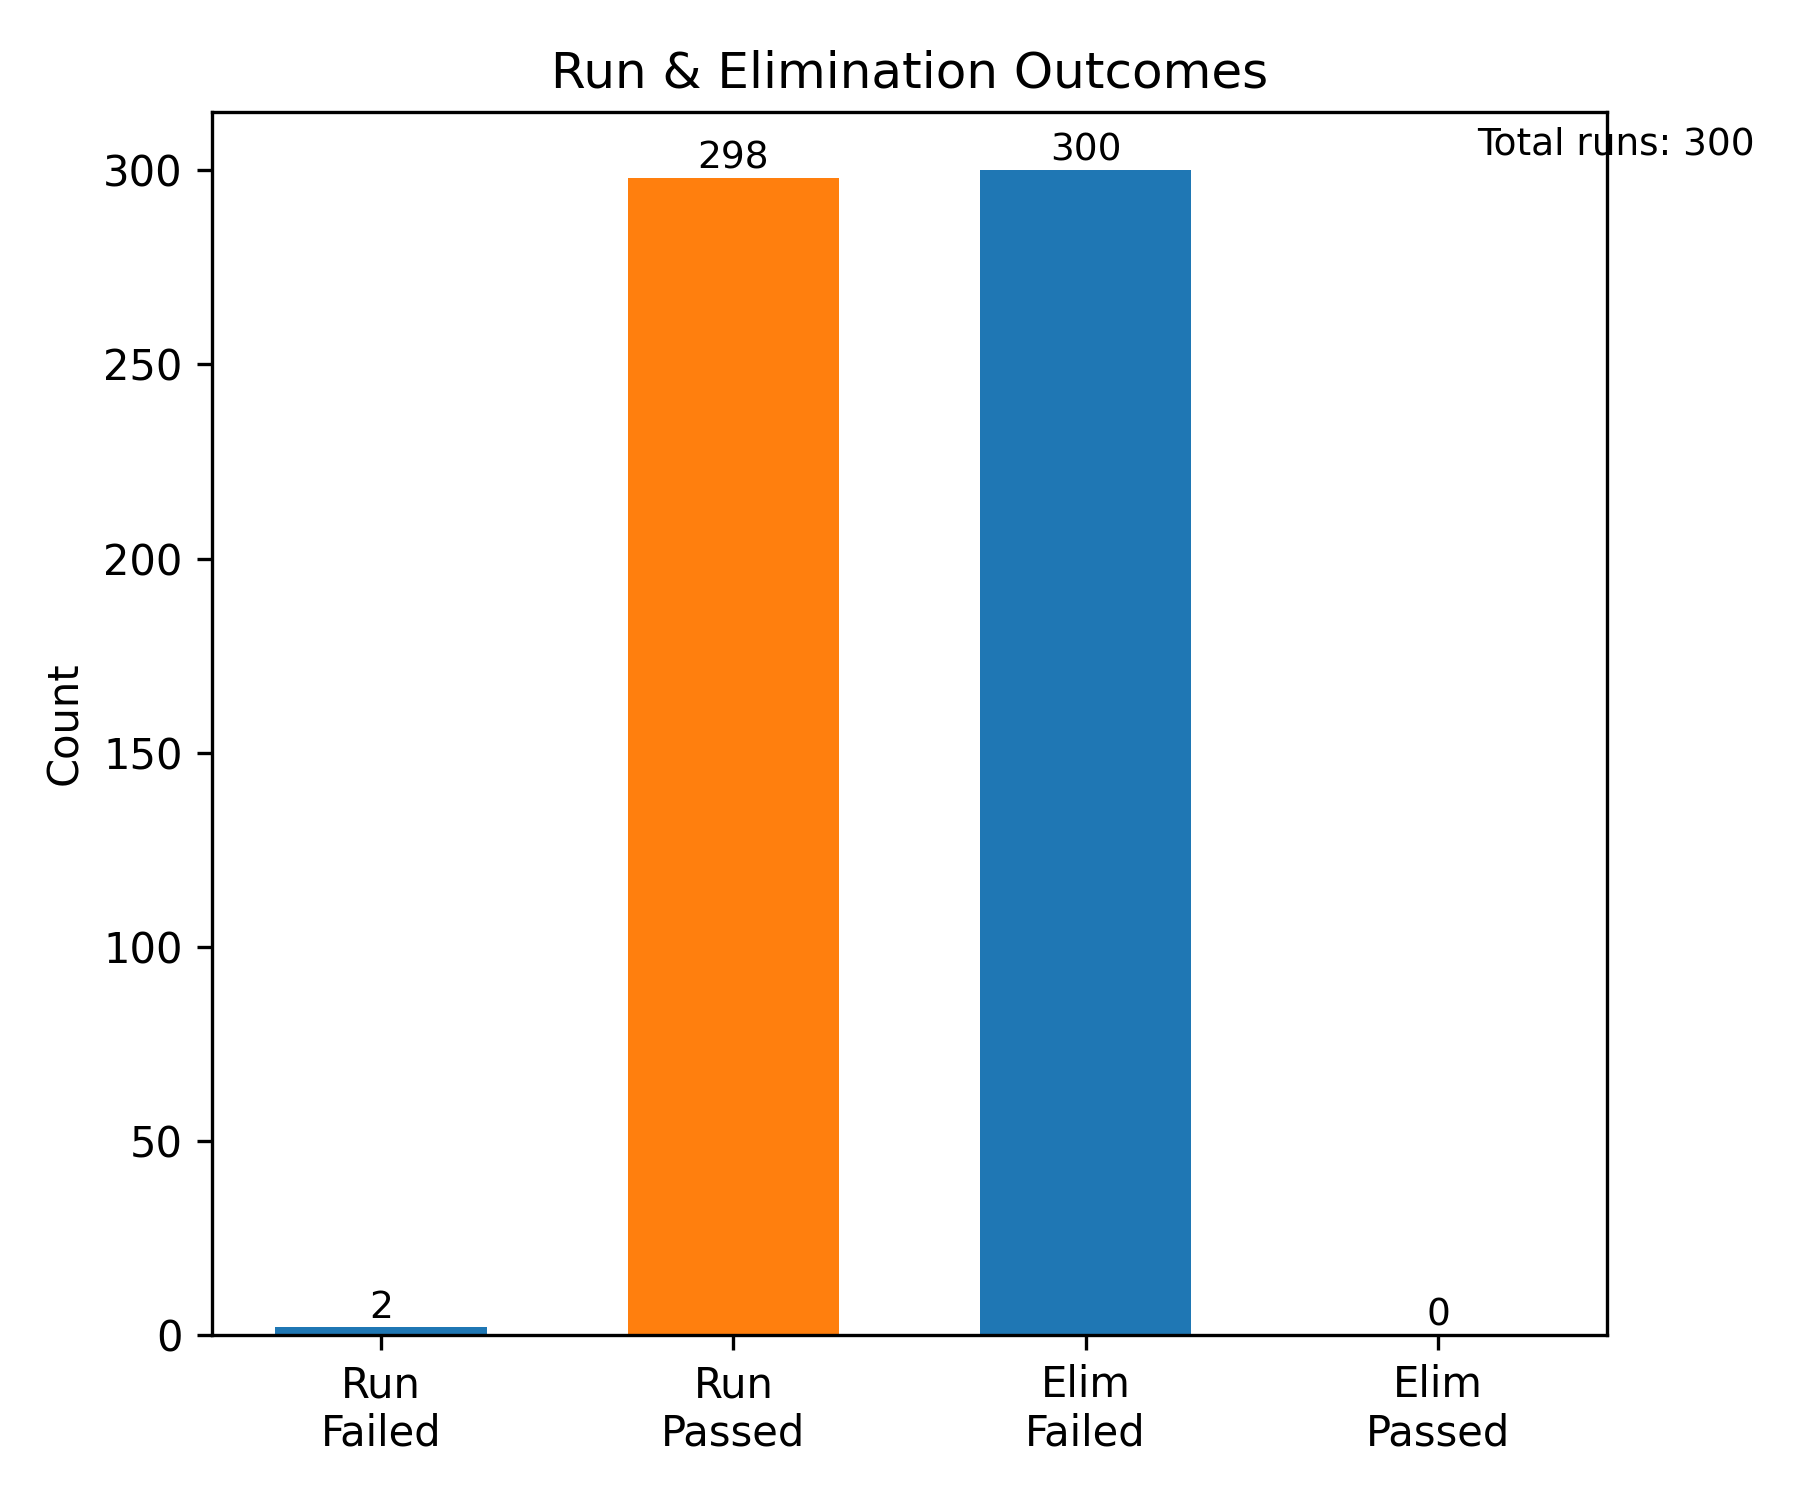 Run & Elimination Outcomes
Total runs: 300
298
300
2
0
Count
300
250
200
150
100
50
0
Run
Failed
Run
Passed
Elim
Failed
Elim
Passed